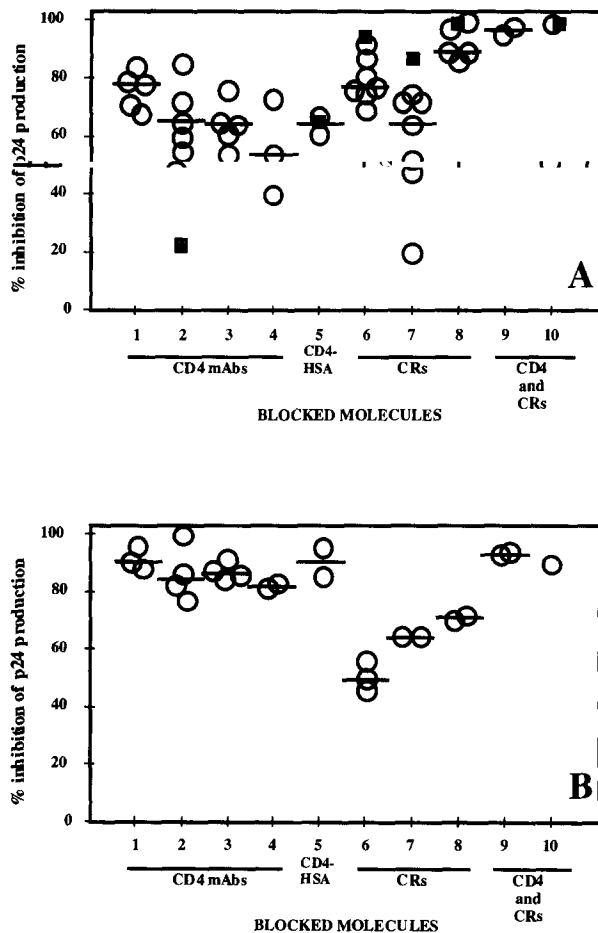 % inhibition of p24 production
100
80
60
40
20
0
A
1 2 3 4 5 6 7 8 9 10
CD4 mAbs
CD4-
HSA
CRs
CD4
and
CRs
BLOCKED MOLECULES
% inhibition of p24 production
100
80
60
40
20
0
B
1 2 3 4 5 6 7 8 9 10
CD4 mAbs
CD4-
HSA
CRs
CD4
and
CRs
BLOCKED MOLECULES